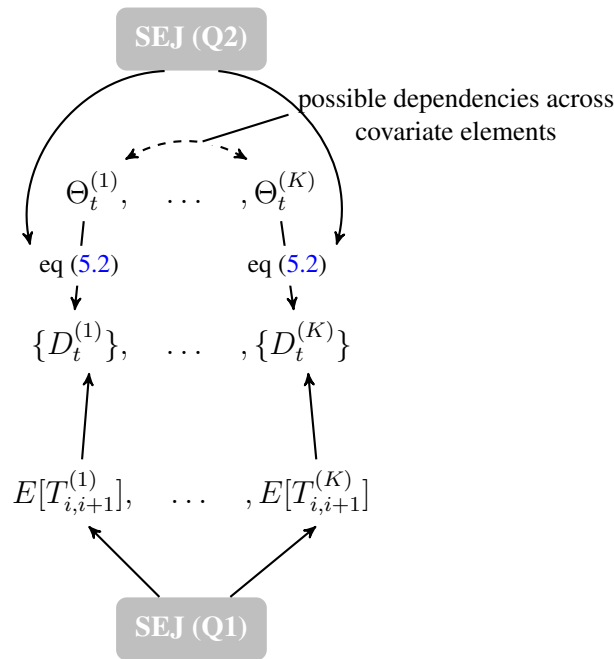 SEJ (Q2)
possible dependencies across
covariate elements
Θ_t^{(1)}, … , Θ_t^{(K)}
eq (5.2) eq (5.2)
{D_t^{(1)}}, … , {D_t^{(K)}}
E[T_{i,i+1}^{(1)}], … , E[T_{i,i+1}^{(K)}]
SEJ (Q1)